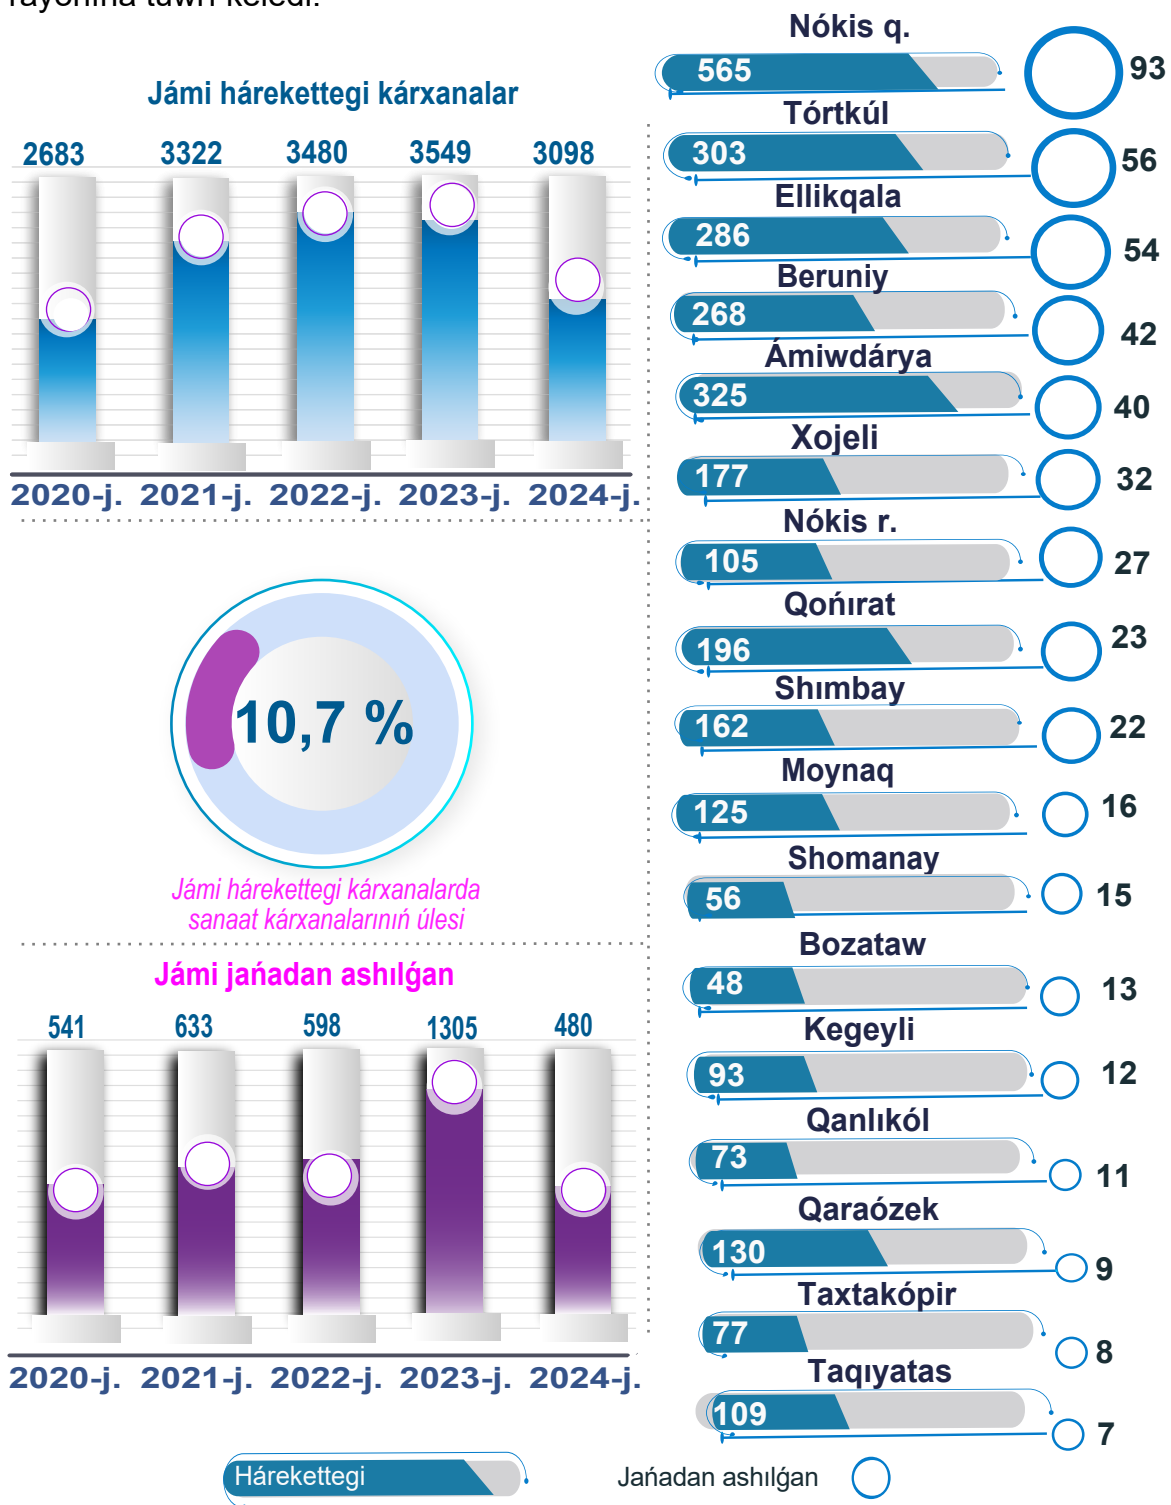 rayonına tuwrı keledi.
Jámi hárekettegi kárxanalar
2683 3322 3480 3549 3098
2020-j. 2021-j. 2022-j. 2023-j. 2024-j.
10,7 %
Jámi hárekettegi kárxanalarda
sanaat kárxanalarınıń úlesi
Jámi jańadan ashılǵan
541 633 598 1305 480
2020-j. 2021-j. 2022-j. 2023-j. 2024-j.
Nókis q.
565 93
Tórtkúl
303 56
Ellikqala
286 54
Beruniy
268 42
Ámiwdárya
325 40
Xojeli
177 32
Nókis r.
105 27
Qońırat
196 23
Shımbay
162 22
Moynaq
125 16
Shomanay
56 15
Bozataw
48 13
Kegeyli
93 12
Qanlıkól
73 11
Qaraózek
130 9
Taxtakópir
77 8
Taqıyatas
109 7
Hárekettegi
Jańadan ashılǵan